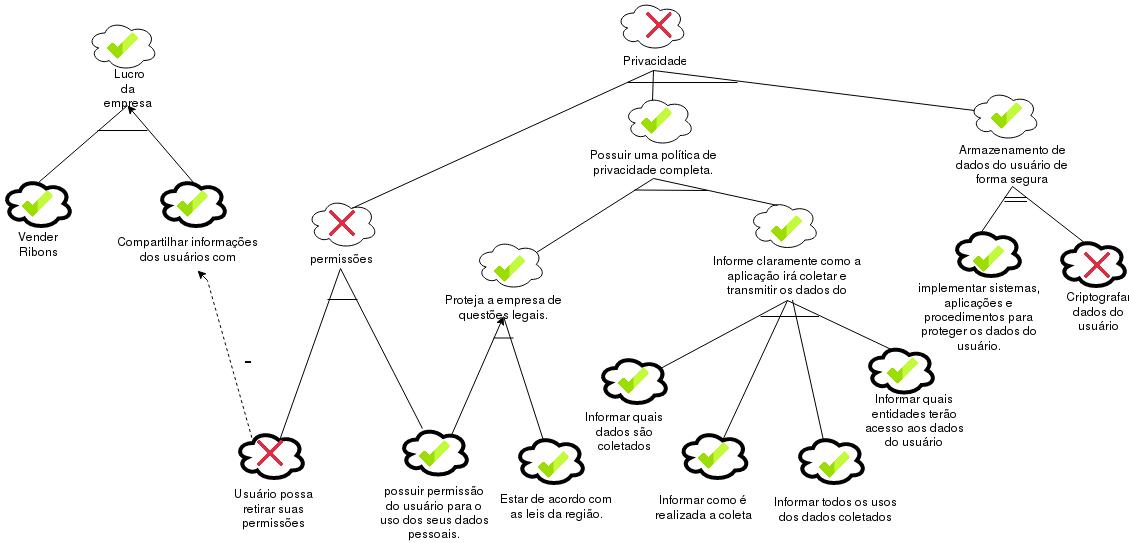 Lucro
da
empresa
Privacidade
Possuir uma política de
privacidade completa.
Armazenamento de
dados do usuário de
forma segura
Vender
Ribons
Compartilhar informações
dos usuários com
permissões
Proteja a empresa de
questões legais.
Informe claramente como a
aplicação irá coletar e
transmitir os dados do
implementar sistemas,
aplicações e
procedimentos para
proteger os dados do
usuário.
Criptografar
dados do
usuário
-
Informar quais
dados são
coletados
Informar quais
entidades terão
acesso aos dados
do usuário
Usuário possa
retirar suas
permissões
possuir permissão
do usuário para o
uso dos seus dados
pessoais.
Estar de acordo com
as leis da região.
Informar como é
realizada a coleta
Informar todos os usos
dos dados coletados